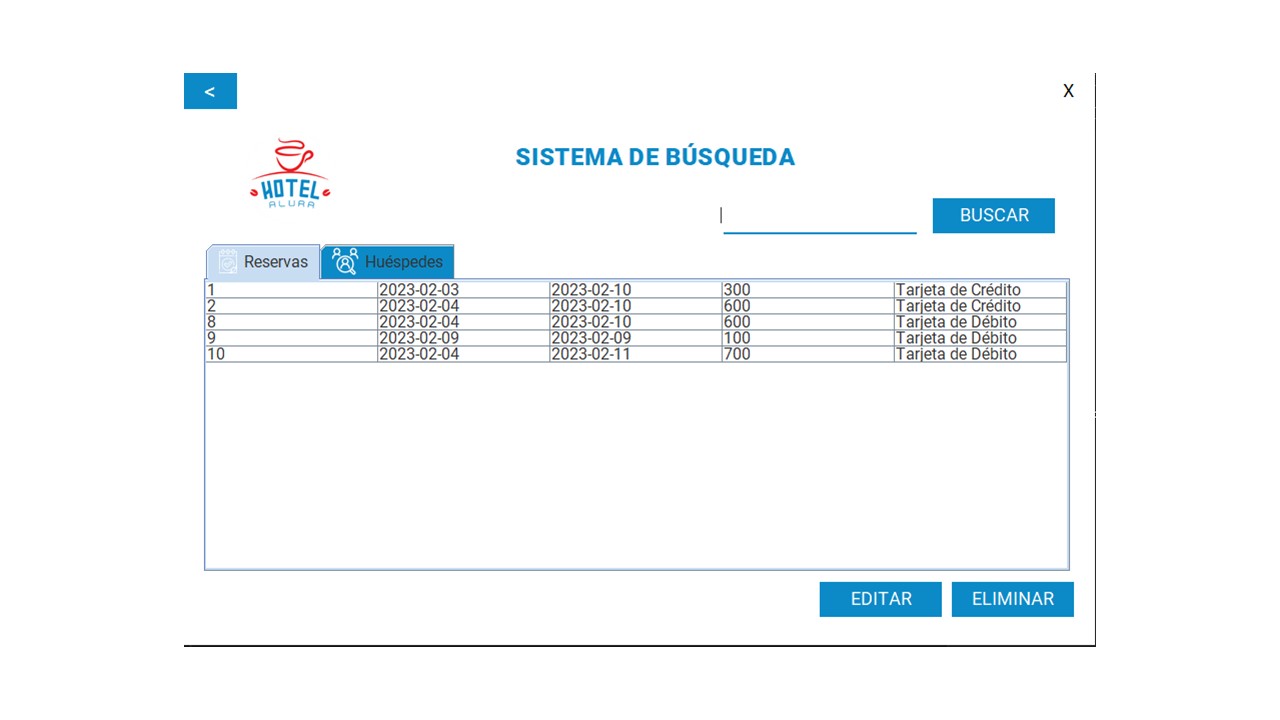 <
X
HOTEL
ALURA
SISTEMA DE BÚSQUEDA
BUSCAR
Reservas Huéspedes
1 2023-02-03 2023-02-10 300 Tarjeta de Crédito
2 2023-02-04 2023-02-10 600 Tarjeta de Crédito
8 2023-02-04 2023-02-10 600 Tarjeta de Débito
9 2023-02-09 2023-02-09 100 Tarjeta de Débito
10 2023-02-04 2023-02-11 700 Tarjeta de Débito
EDITAR ELIMINAR